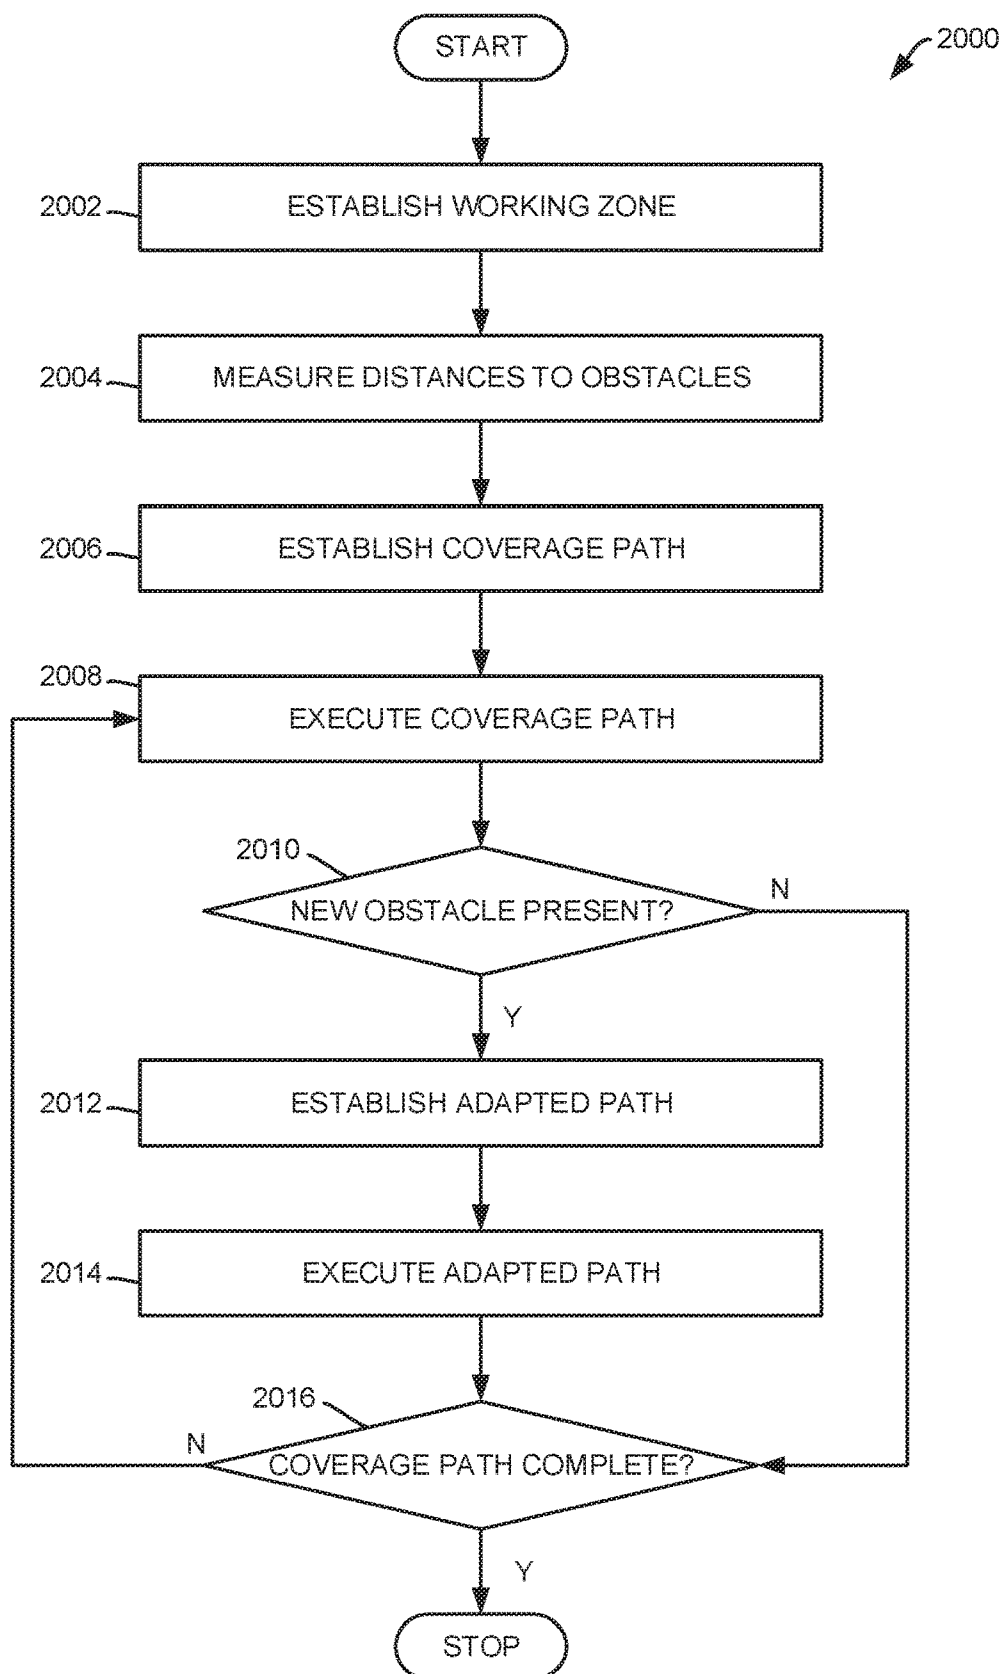 START
2000
2002
ESTABLISH WORKING ZONE
2004
MEASURE DISTANCES TO OBSTACLES
2006
ESTABLISH COVERAGE PATH
2008
EXECUTE COVERAGE PATH
2010
NEW OBSTACLE PRESENT?
N
Y
2012
ESTABLISH ADAPTED PATH
2014
EXECUTE ADAPTED PATH
2016
N
COVERAGE PATH COMPLETE?
Y
STOP